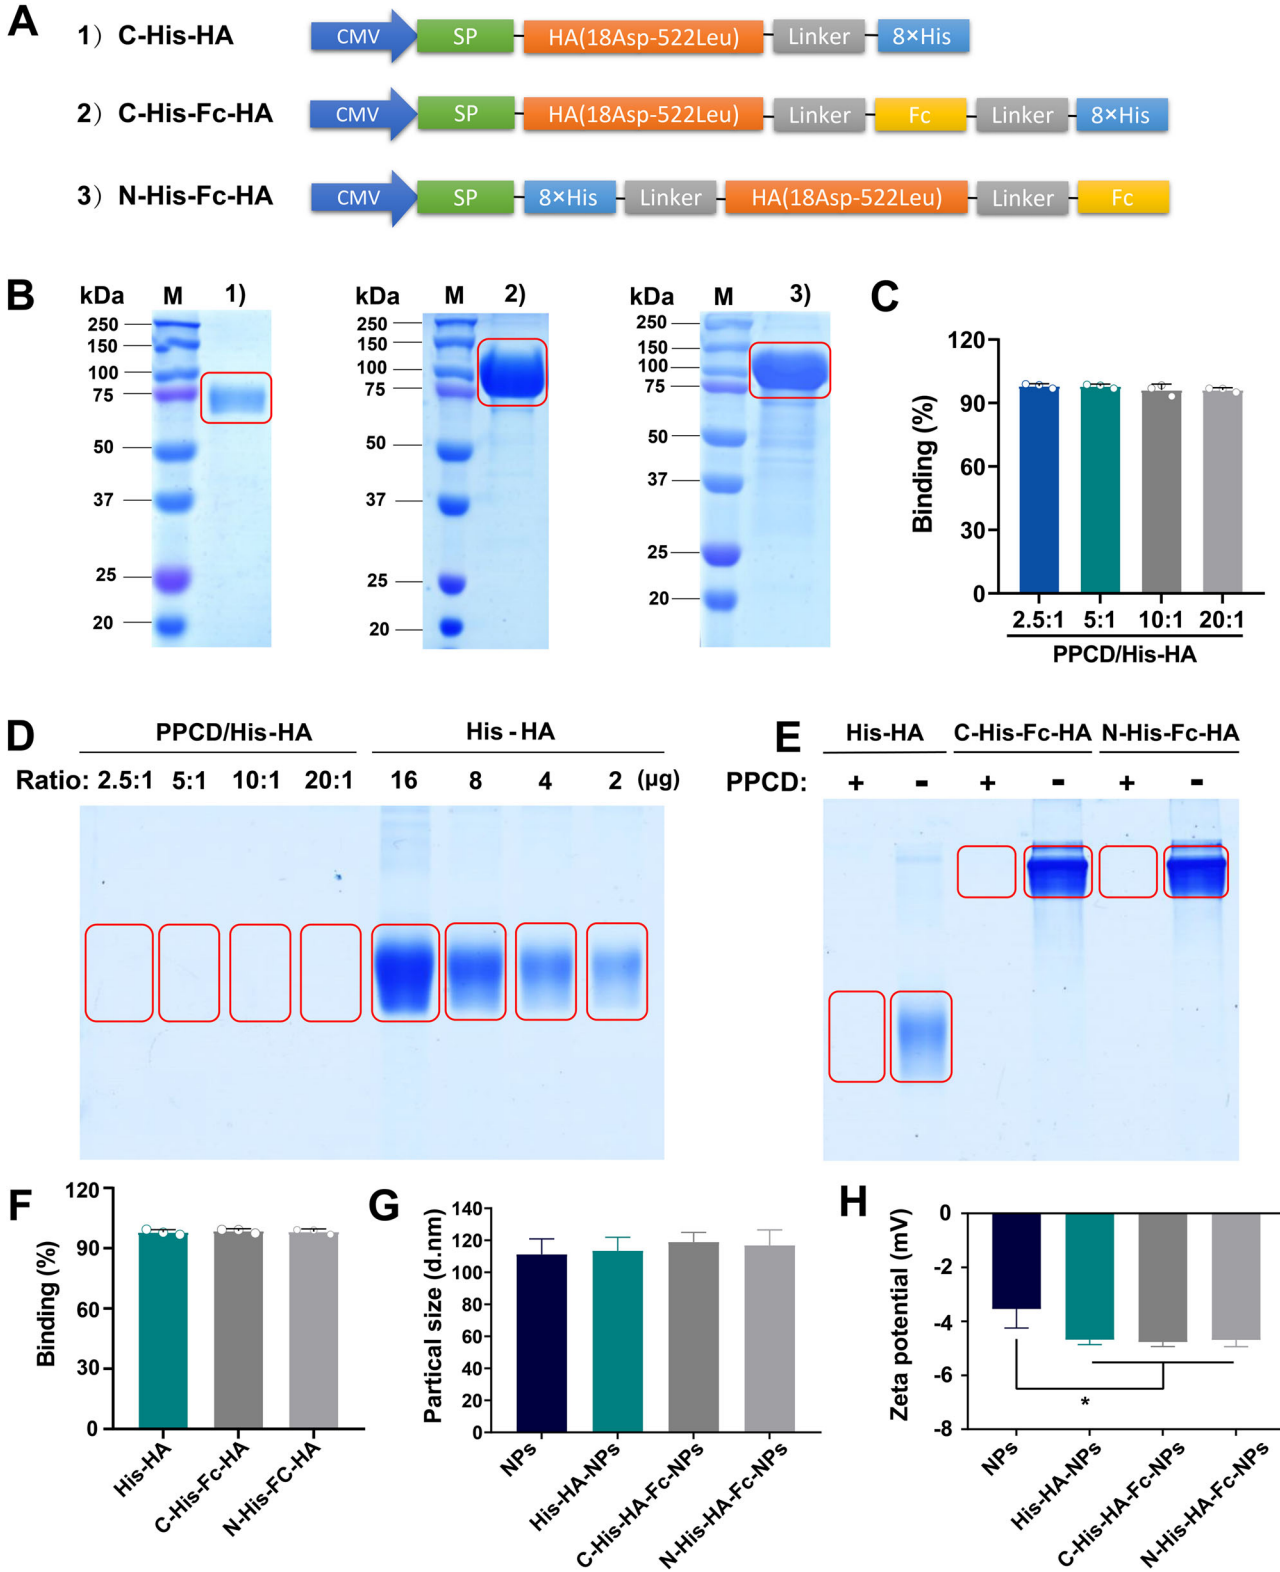 A
1）C-His-HA
CMV SP HA(18Asp-522Leu) Linker 8×His
2）C-His-Fc-HA
CMV SP HA(18Asp-522Leu) Linker Fc Linker 8×His
3）N-His-Fc-HA
CMV SP 8×His Linker HA(18Asp-522Leu) Linker Fc
B
kDa M 1)
250
150
100
75
50
37
25
20
kDa M 2)
250
150
100
75
50
37
25
20
kDa M 3)
250
150
100
75
50
37
25
20
C
Binding (%)
120
90
60
30
0
2.5:1 5:1 10:1 20:1
PPCD/His-HA
D
PPCD/His-HA His-HA
Ratio: 2.5:1 5:1 10:1 20:1 16 8 4 2 (μg)
E
His-HA C-His-Fc-HA N-His-Fc-HA
PPCD: + - + - + -
F
Binding (%)
120
90
60
30
0
His-HA
C-His-Fc-HA
N-His-FC-HA
G
Partical size (d.nm)
140
120
100
80
60
40
20
0
NPs
His-HA-NPs
C-His-HA-Fc-NPs
N-His-HA-Fc-NPs
H
Zeta potential (mV)
0
-2
-4
-6
-8
*
NPs
His-HA-NPs
C-His-HA-Fc-NPs
N-His-HA-Fc-NPs